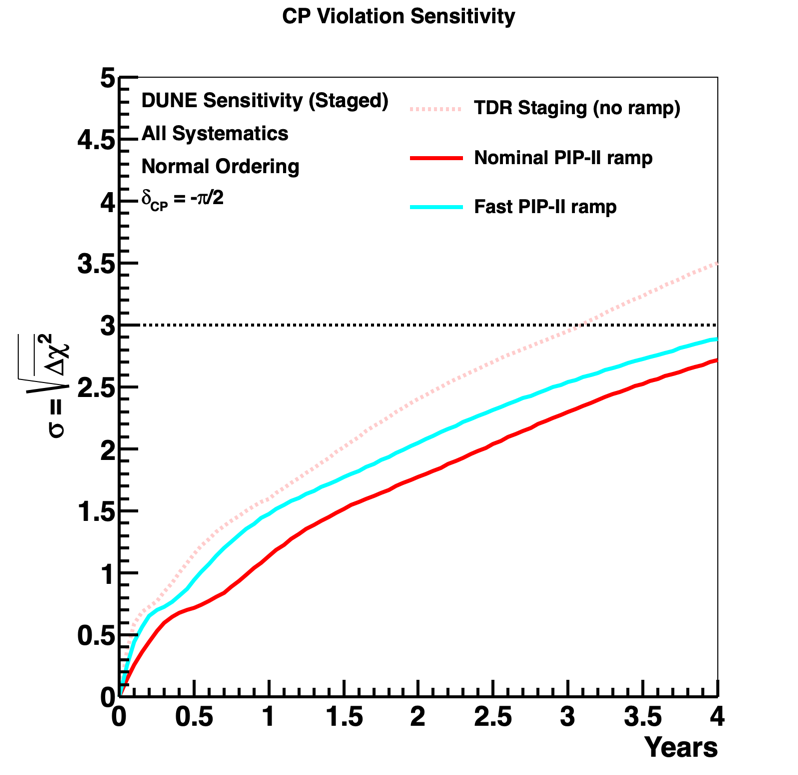 CP Violation Sensitivity
DUNE Sensitivity (Staged)
All Systematics
Normal Ordering
δCP = -π/2
TDR Staging (no ramp)
Nominal PIP-II ramp
Fast PIP-II ramp
σ = √Δχ²
5
4.5
4
3.5
3
2.5
2
1.5
1
0.5
0
0 0.5 1 1.5 2 2.5 3 3.5 4
Years